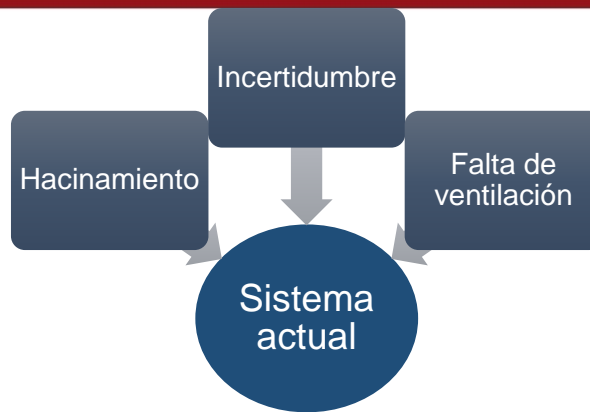 Incertidumbre
Hacinamiento
Falta de
ventilación
Sistema
actual